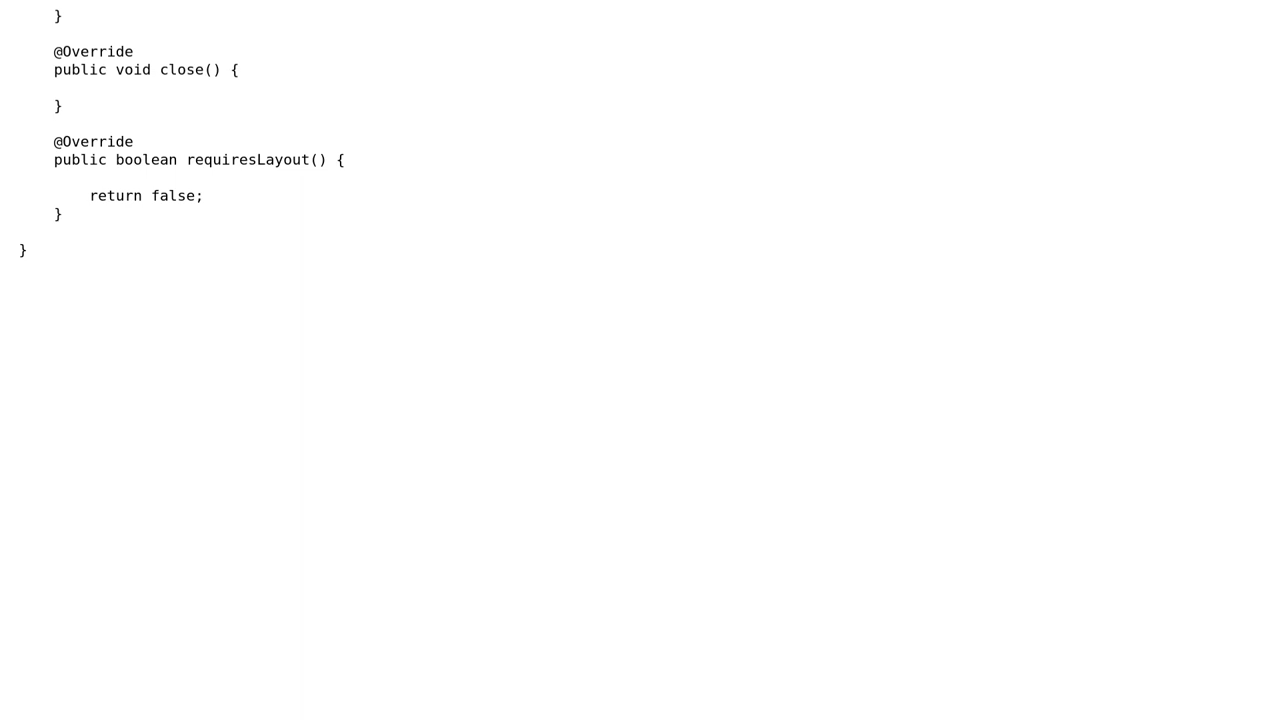 }
@Override
public void close() {
}
@Override
public boolean requiresLayout() {
return false;
}
}